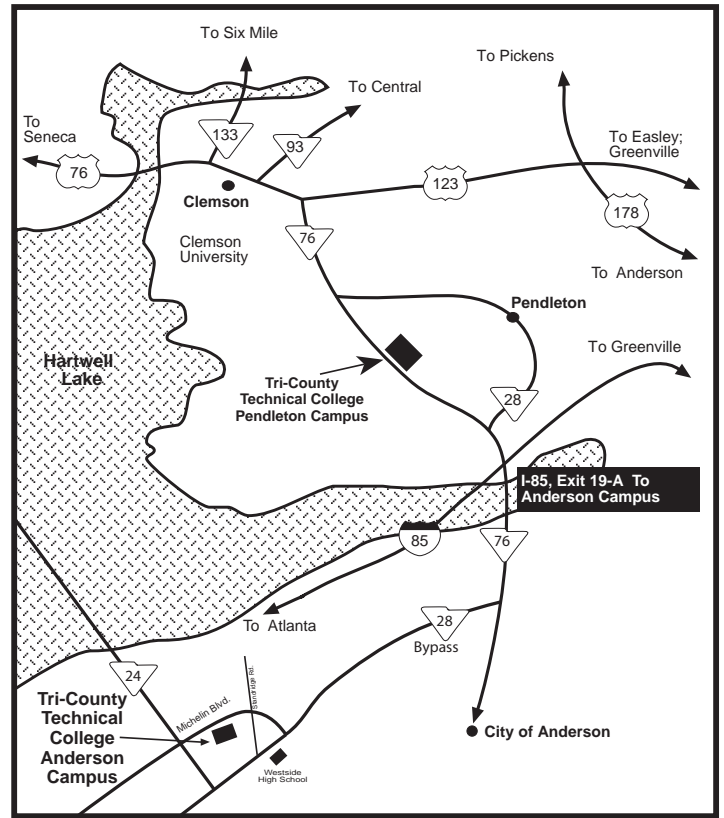 To Six Mile
To Pickens
To Central
To
Seneca
133
93
To Easley;
Greenville
76
123
Clemson
178
Clemson
University
76
To Anderson
Pendleton
Hartwell
Lake
To Greenville
Tri-County
Technical College
Pendleton Campus
28
I-85, Exit 19-A To
Anderson Campus
85
76
To Atlanta
28
Bypass
24
Standridge Rd.
Michelin Blvd.
Tri-County
Technical
College
Anderson
Campus
City of Anderson
Westside
High School